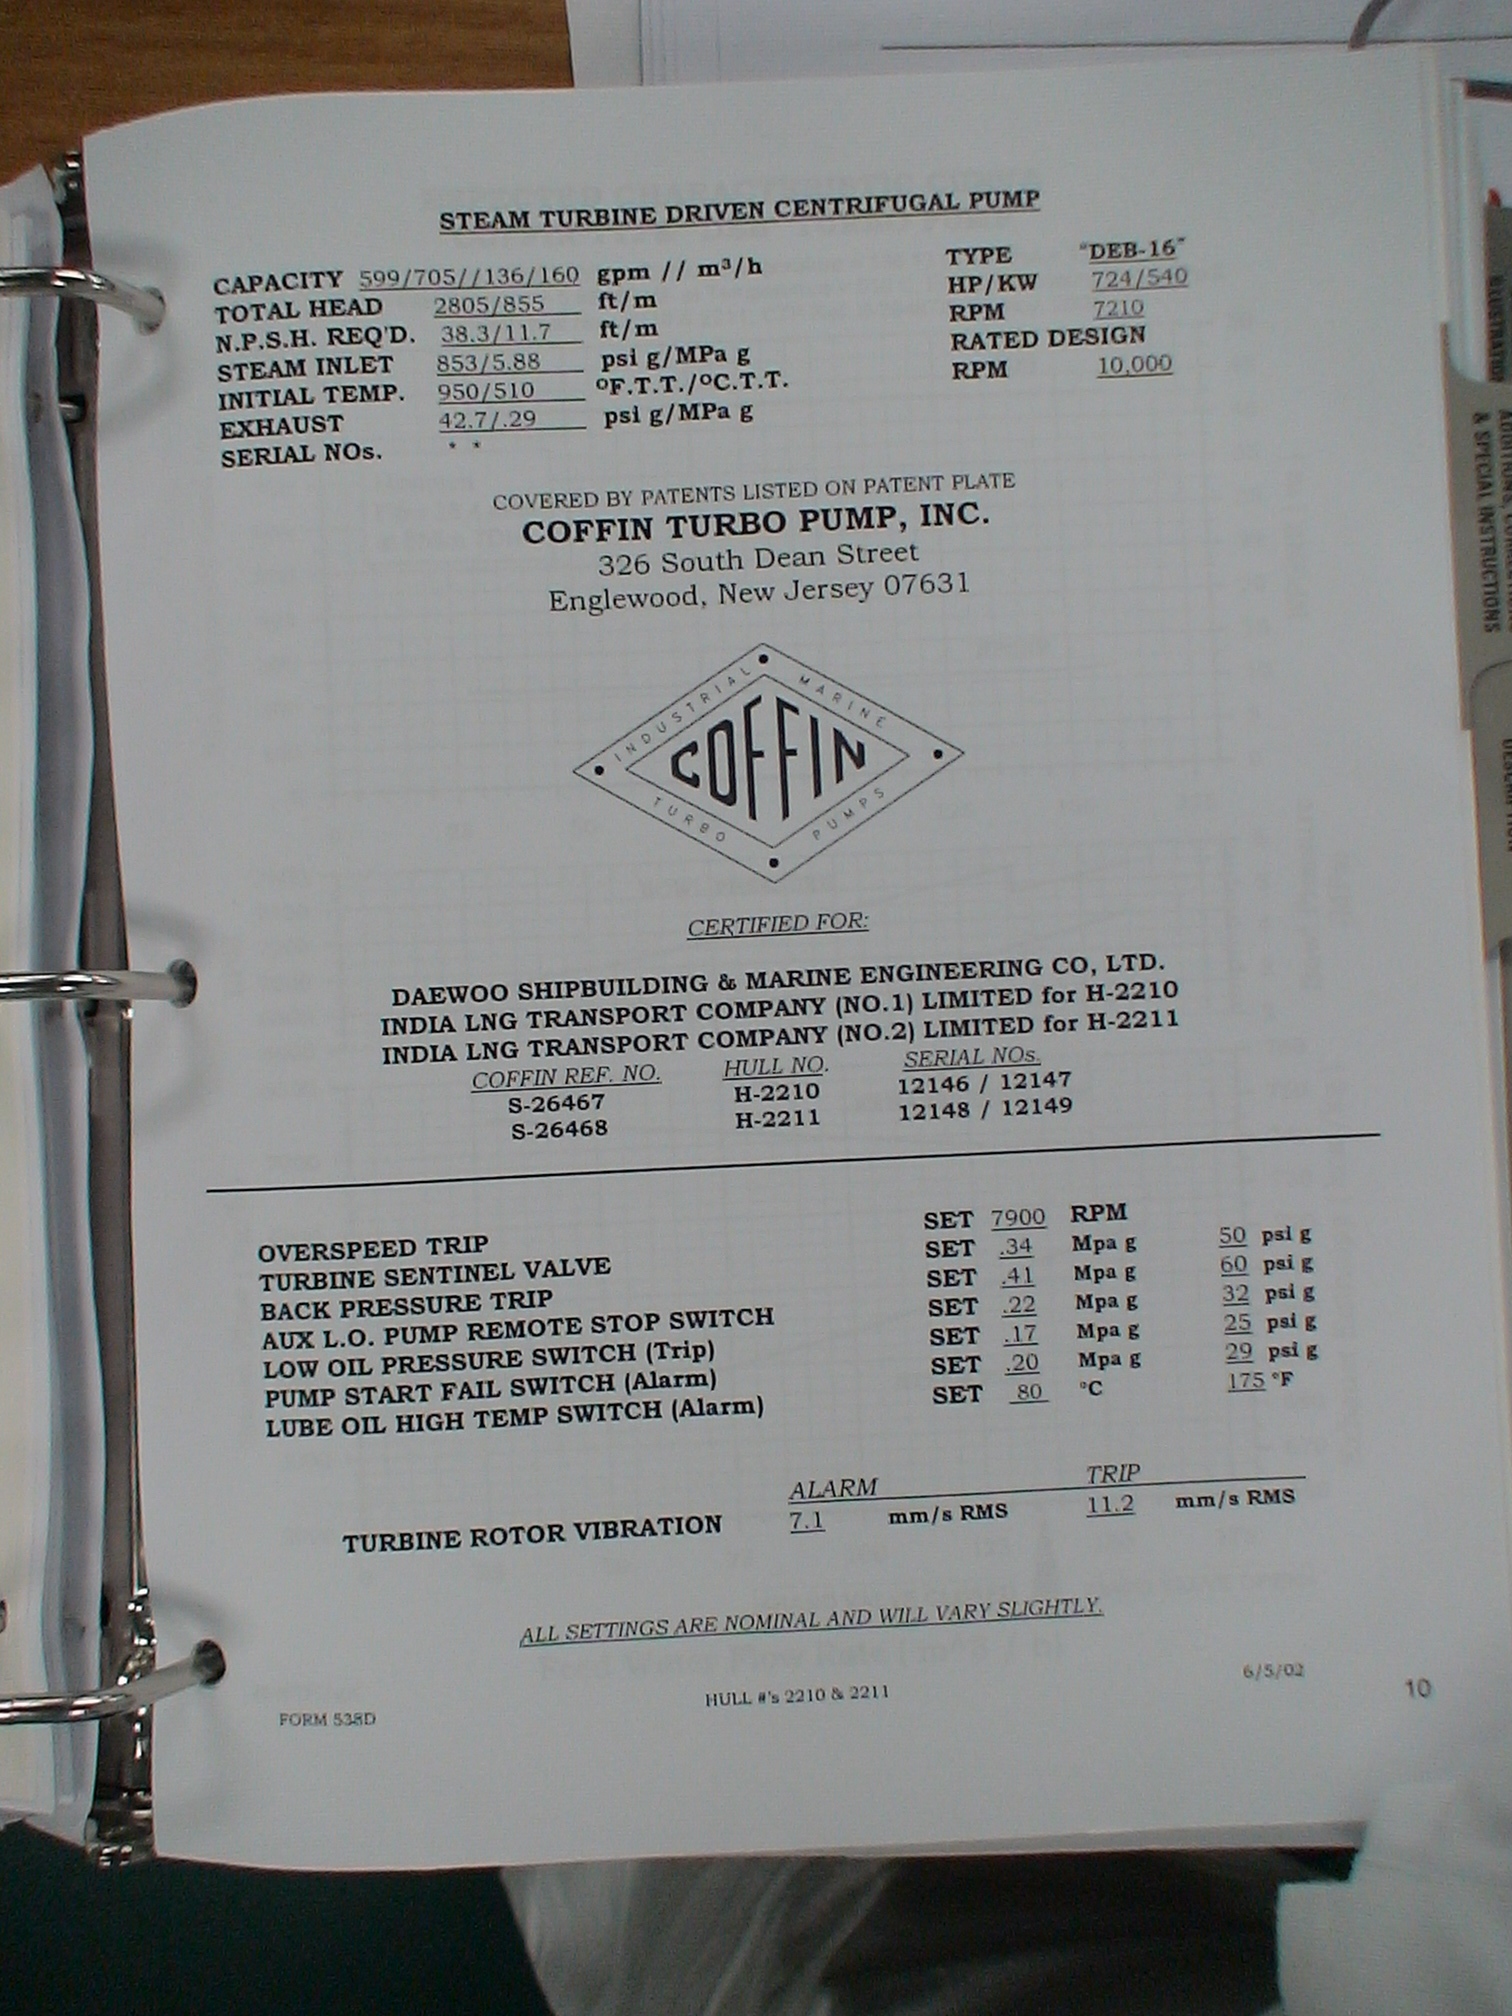 STEAM TURBINE DRIVEN CENTRIFUGAL PUMP
CAPACITY 599/705//136/160 gpm // m³/h
TOTAL HEAD 2805/855 ft/m
N.P.S.H. REQ'D. 38.3/11.7 ft/m
STEAM INLET 853/5.88 psi g/MPa g
INITIAL TEMP. 950/510 ºF.T.T./ºC.T.T.
EXHAUST 42.7/.29 psi g/MPa g
SERIAL NOs. * *
TYPE "DEB-16"
HP/KW 724/540
RPM 7210
RATED DESIGN
RPM 10,000
COVERED BY PATENTS LISTED ON PATENT PLATE
COFFIN TURBO PUMP, INC.
326 South Dean Street
Englewood, New Jersey 07631
INDUSTRIAL MARINE
COFFIN
TURBO PUMPS
CERTIFIED FOR:
DAEWOO SHIPBUILDING & MARINE ENGINEERING CO, LTD.
INDIA LNG TRANSPORT COMPANY (NO.1) LIMITED for H-2210
INDIA LNG TRANSPORT COMPANY (NO.2) LIMITED for H-2211
COFFIN REF. NO. HULL NO. SERIAL NOs.
S-26467 H-2210 12146 / 12147
S-26468 H-2211 12148 / 12149
OVERSPEED TRIP SET 7900 RPM
TURBINE SENTINEL VALVE SET .34 Mpa g 50 psi g
BACK PRESSURE TRIP SET .41 Mpa g 60 psi g
AUX L.O. PUMP REMOTE STOP SWITCH SET .22 Mpa g 32 psi g
LOW OIL PRESSURE SWITCH (Trip) SET .17 Mpa g 25 psi g
PUMP START FAIL SWITCH (Alarm) SET .20 Mpa g 29 psi g
LUBE OIL HIGH TEMP SWITCH (Alarm) SET 80 °C 175 °F
ALARM TRIP
TURBINE ROTOR VIBRATION 7.1 mm/s RMS 11.2 mm/s RMS
ALL SETTINGS ARE NOMINAL AND WILL VARY SLIGHTLY.
6/5/02
HULL #'s 2210 & 2211
10
FORM 538D
& SPECIAL INSTRUCTIONS